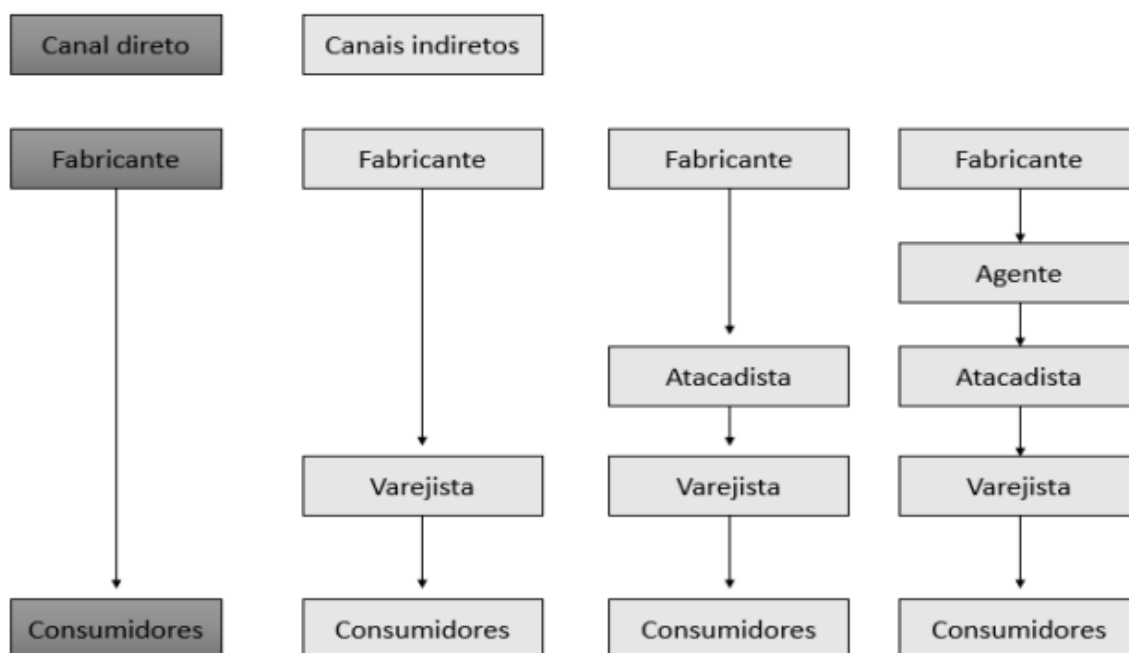 Canal direto
Canais indiretos
Fabricante
Fabricante
Fabricante
Fabricante
Agente
Atacadista
Atacadista
Varejista
Varejista
Varejista
Consumidores
Consumidores
Consumidores
Consumidores